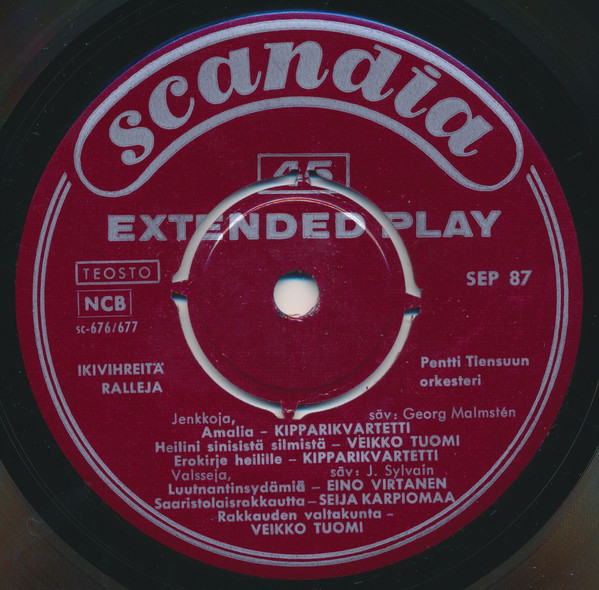 scandia
45
EXTENDED PLAY
TEOSTO
NCB
sc-676/677
SEP 87
IKIVIHREITÄ
RALLEJA
Pentti Tiensuun
orkesteri
Jenkkoja, säv: Georg Malmstén
Amalia – KIPPARIKVARTETTI
Heilini sinisistä silmistä – VEIKKO TUOMI
Erokirje heilille – KIPPARIKVARTETTI
Valsseja, säv: J. Sylvain
Luutnantinsydämiä – EINO VIRTANEN
Saaristolaisrakkautta – SEIJA KARPIOMAA
Rakkauden valtakunta –
VEIKKO TUOMI